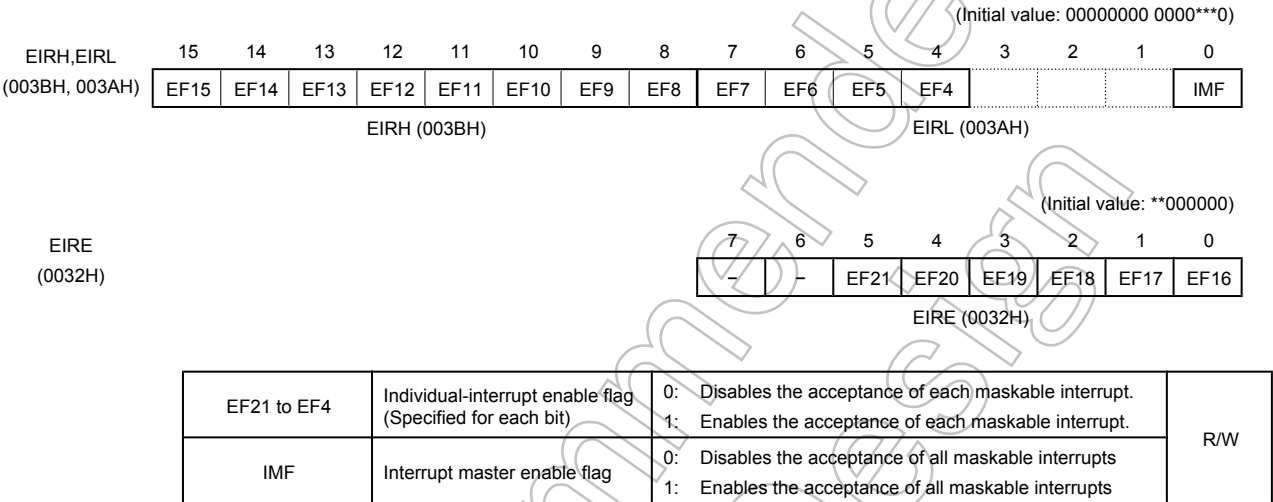 (Initial value: 00000000 0000***0)
EIRH,EIRL
(003BH, 003AH)
15 14 13 12 11 10 9 8 7 6 5 4 3 2 1 0
EF15 EF14 EF13 EF12 EF11 EF10 EF9 EF8 EF7 EF6 EF5 EF4 IMF
EIRH (003BH) EIRL (003AH)
(Initial value: **000000)
EIRE
(0032H)
7 6 5 4 3 2 1 0
– – EF21 EF20 EF19 EF18 EF17 EF16
EIRE (0032H)
EF21 to EF4
Individual-interrupt enable flag
(Specified for each bit)
0: Disables the acceptance of each maskable interrupt.
1: Enables the acceptance of each maskable interrupt.
R/W
IMF
Interrupt master enable flag
0: Disables the acceptance of all maskable interrupts
1: Enables the acceptance of all maskable interrupts